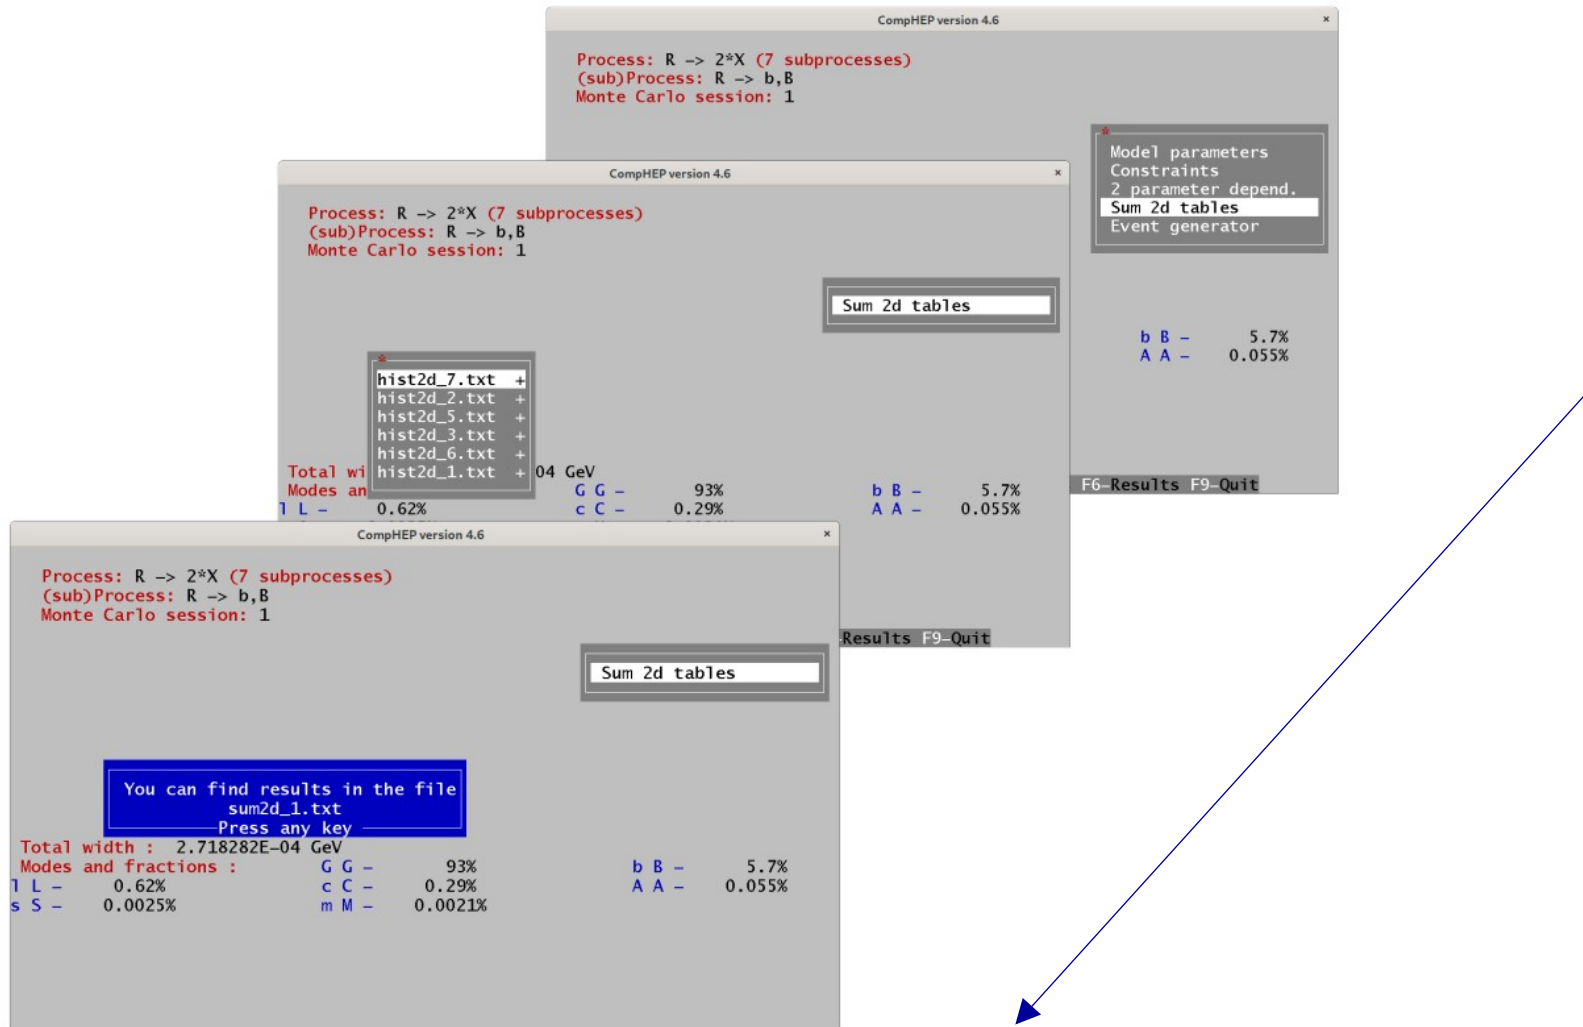 CompHEP version 4.6 ×
Process: R -> 2*X (7 subprocesses)
(sub)Process: R -> b,B
Monte Carlo session: 1
*
Model parameters
Constraints
2 parameter depend.
Sum 2d tables
Event generator
b B - 5.7%
A A - 0.055%
F6-Results F9-Quit
CompHEP version 4.6 ×
Process: R -> 2*X (7 subprocesses)
(sub)Process: R -> b,B
Monte Carlo session: 1
Sum 2d tables
*
hist2d_7.txt +
hist2d_2.txt +
hist2d_5.txt +
hist2d_3.txt +
hist2d_6.txt +
hist2d_1.txt +
Total wi 04 GeV
Modes an G G - 93% b B - 5.7%
l L - 0.62% c C - 0.29% A A - 0.055%
Results F9-Quit
CompHEP version 4.6 ×
Process: R -> 2*X (7 subprocesses)
(sub)Process: R -> b,B
Monte Carlo session: 1
Sum 2d tables
You can find results in the file
sum2d_1.txt
Press any key
Total width : 2.718282E-04 GeV
Modes and fractions : G G - 93% b B - 5.7%
l L - 0.62% c C - 0.29% A A - 0.055%
s S - 0.0025% m M - 0.0021%